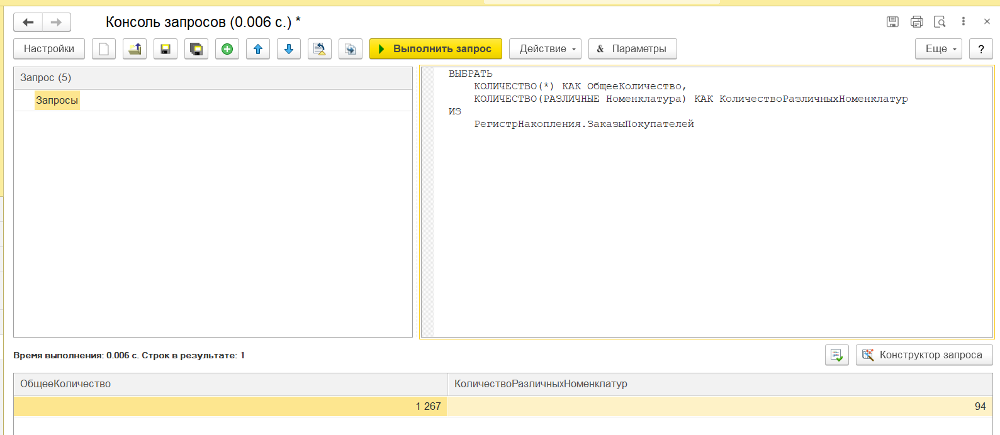 Консоль запросов (0.006 с.) *
Настройки
Выполнить запрос
Действие
& Параметры
Еще
?
Запрос (5)
Запросы
ВЫБРАТЬ
КОЛИЧЕСТВО(*) КАК ОбщееКоличество,
КОЛИЧЕСТВО(РАЗЛИЧНЫЕ Номенклатура) КАК КоличествоРазличныхНоменклатур
ИЗ
РегистрНакопления.ЗаказыПокупателей
Время выполнения: 0.006 с. Строк в результате: 1
Конструктор запроса
ОбщееКоличество КоличествоРазличныхНоменклатур
1 267 94